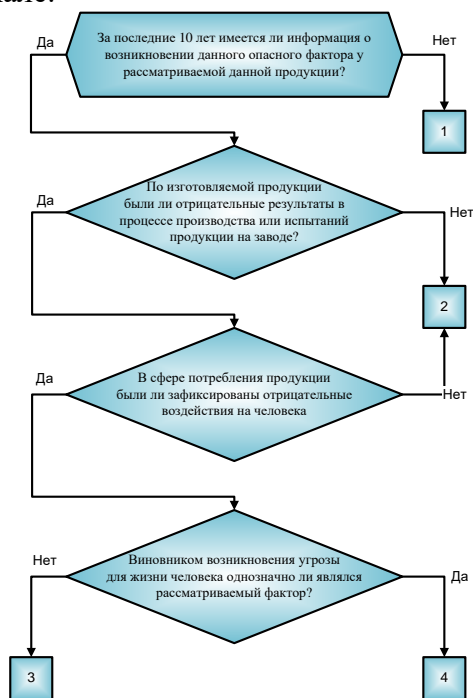 Да
За последние 10 лет имеется ли информация о
возникновении данного опасного фактора у
рассматриваемой данной продукции?
Нет
1
Да
По изготовляемой продукции
были ли отрицательные результаты в
процессе производства или испытаний
продукции на заводе?
Нет
2
Да
В сфере потребления продукции
были ли зафиксированы отрицательные
воздействия на человека
Нет
Нет
Виновником возникновения угрозы
для жизни человека однозначно ли являлся
рассматриваемый фактор?
Да
3
4